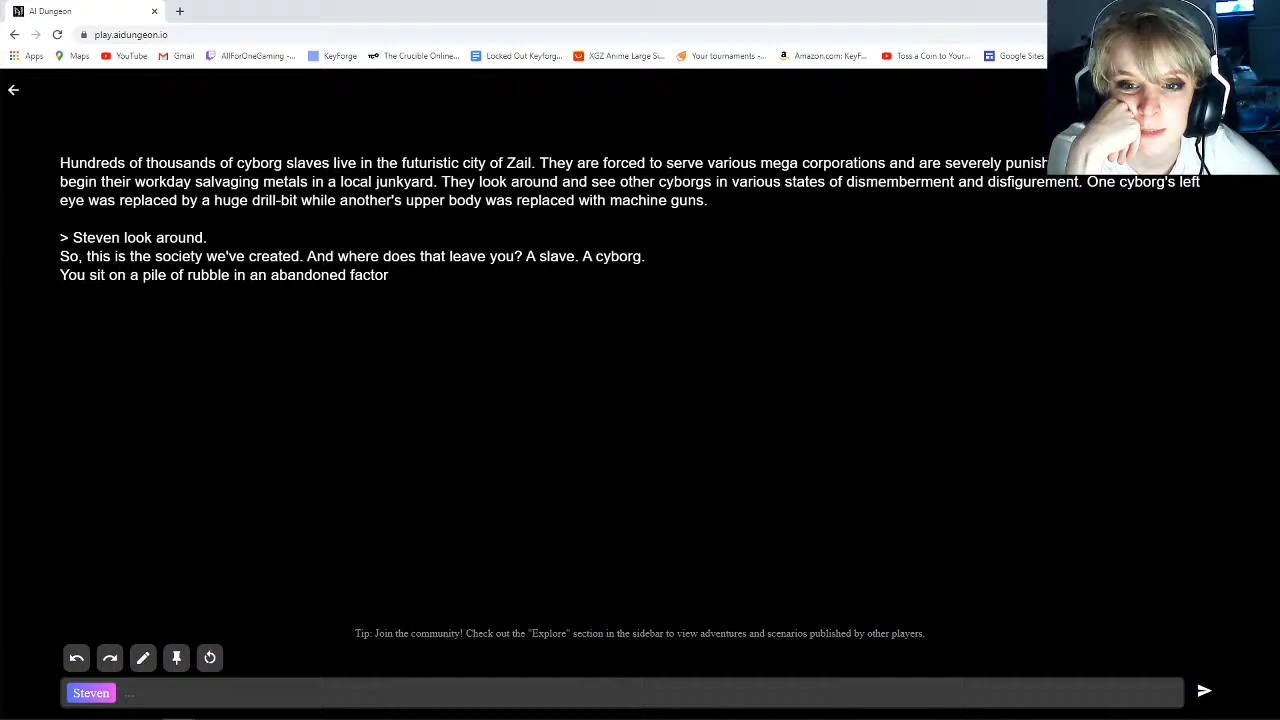 AI Dungeon
play.aidungeon.io
Apps Maps YouTube Gmail AllForOneGaming -... KeyForge The Crucible Online... Locked Out Keyforg... XGZ Anime Large Si... Your tournaments -... Amazon.com: KeyF... Toss a Coin to Your... Google Sites
Hundreds of thousands of cyborg slaves live in the futuristic city of Zail. They are forced to serve various mega corporations and are severely punish
begin their workday salvaging metals in a local junkyard. They look around and see other cyborgs in various states of dismemberment and disfigurement. One cyborg's left
eye was replaced by a huge drill-bit while another's upper body was replaced with machine guns.
> Steven look around.
So, this is the society we've created. And where does that leave you? A slave. A cyborg.
You sit on a pile of rubble in an abandoned factor
Tip: Join the community! Check out the "Explore" section in the sidebar to view adventures and scenarios published by other players.
Steven ...